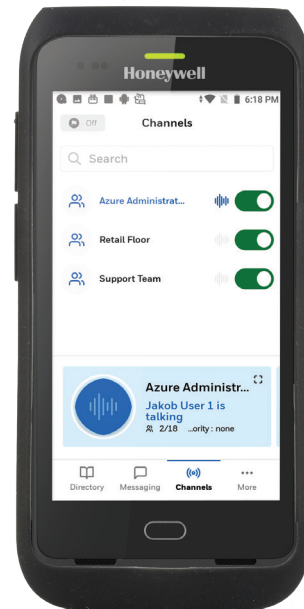 Honeywell
6:18 PM
Off
Channels
Search
Azure Administrat...
Retail Floor
Support Team
Azure Administr...
Jakob User 1 is
talking
2/18 ...ority : none
Directory Messaging Channels More